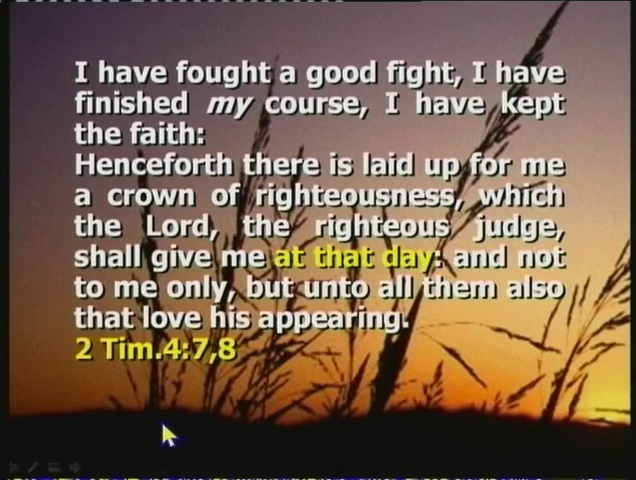 I have fought a good fight, I have
finished my course, I have kept
the faith:
Henceforth there is laid up for me
a crown of righteousness, which
the Lord, the righteous judge,
shall give me at that day: and not
to me only, but unto all them also
that love his appearing.
2 Tim.4:7,8